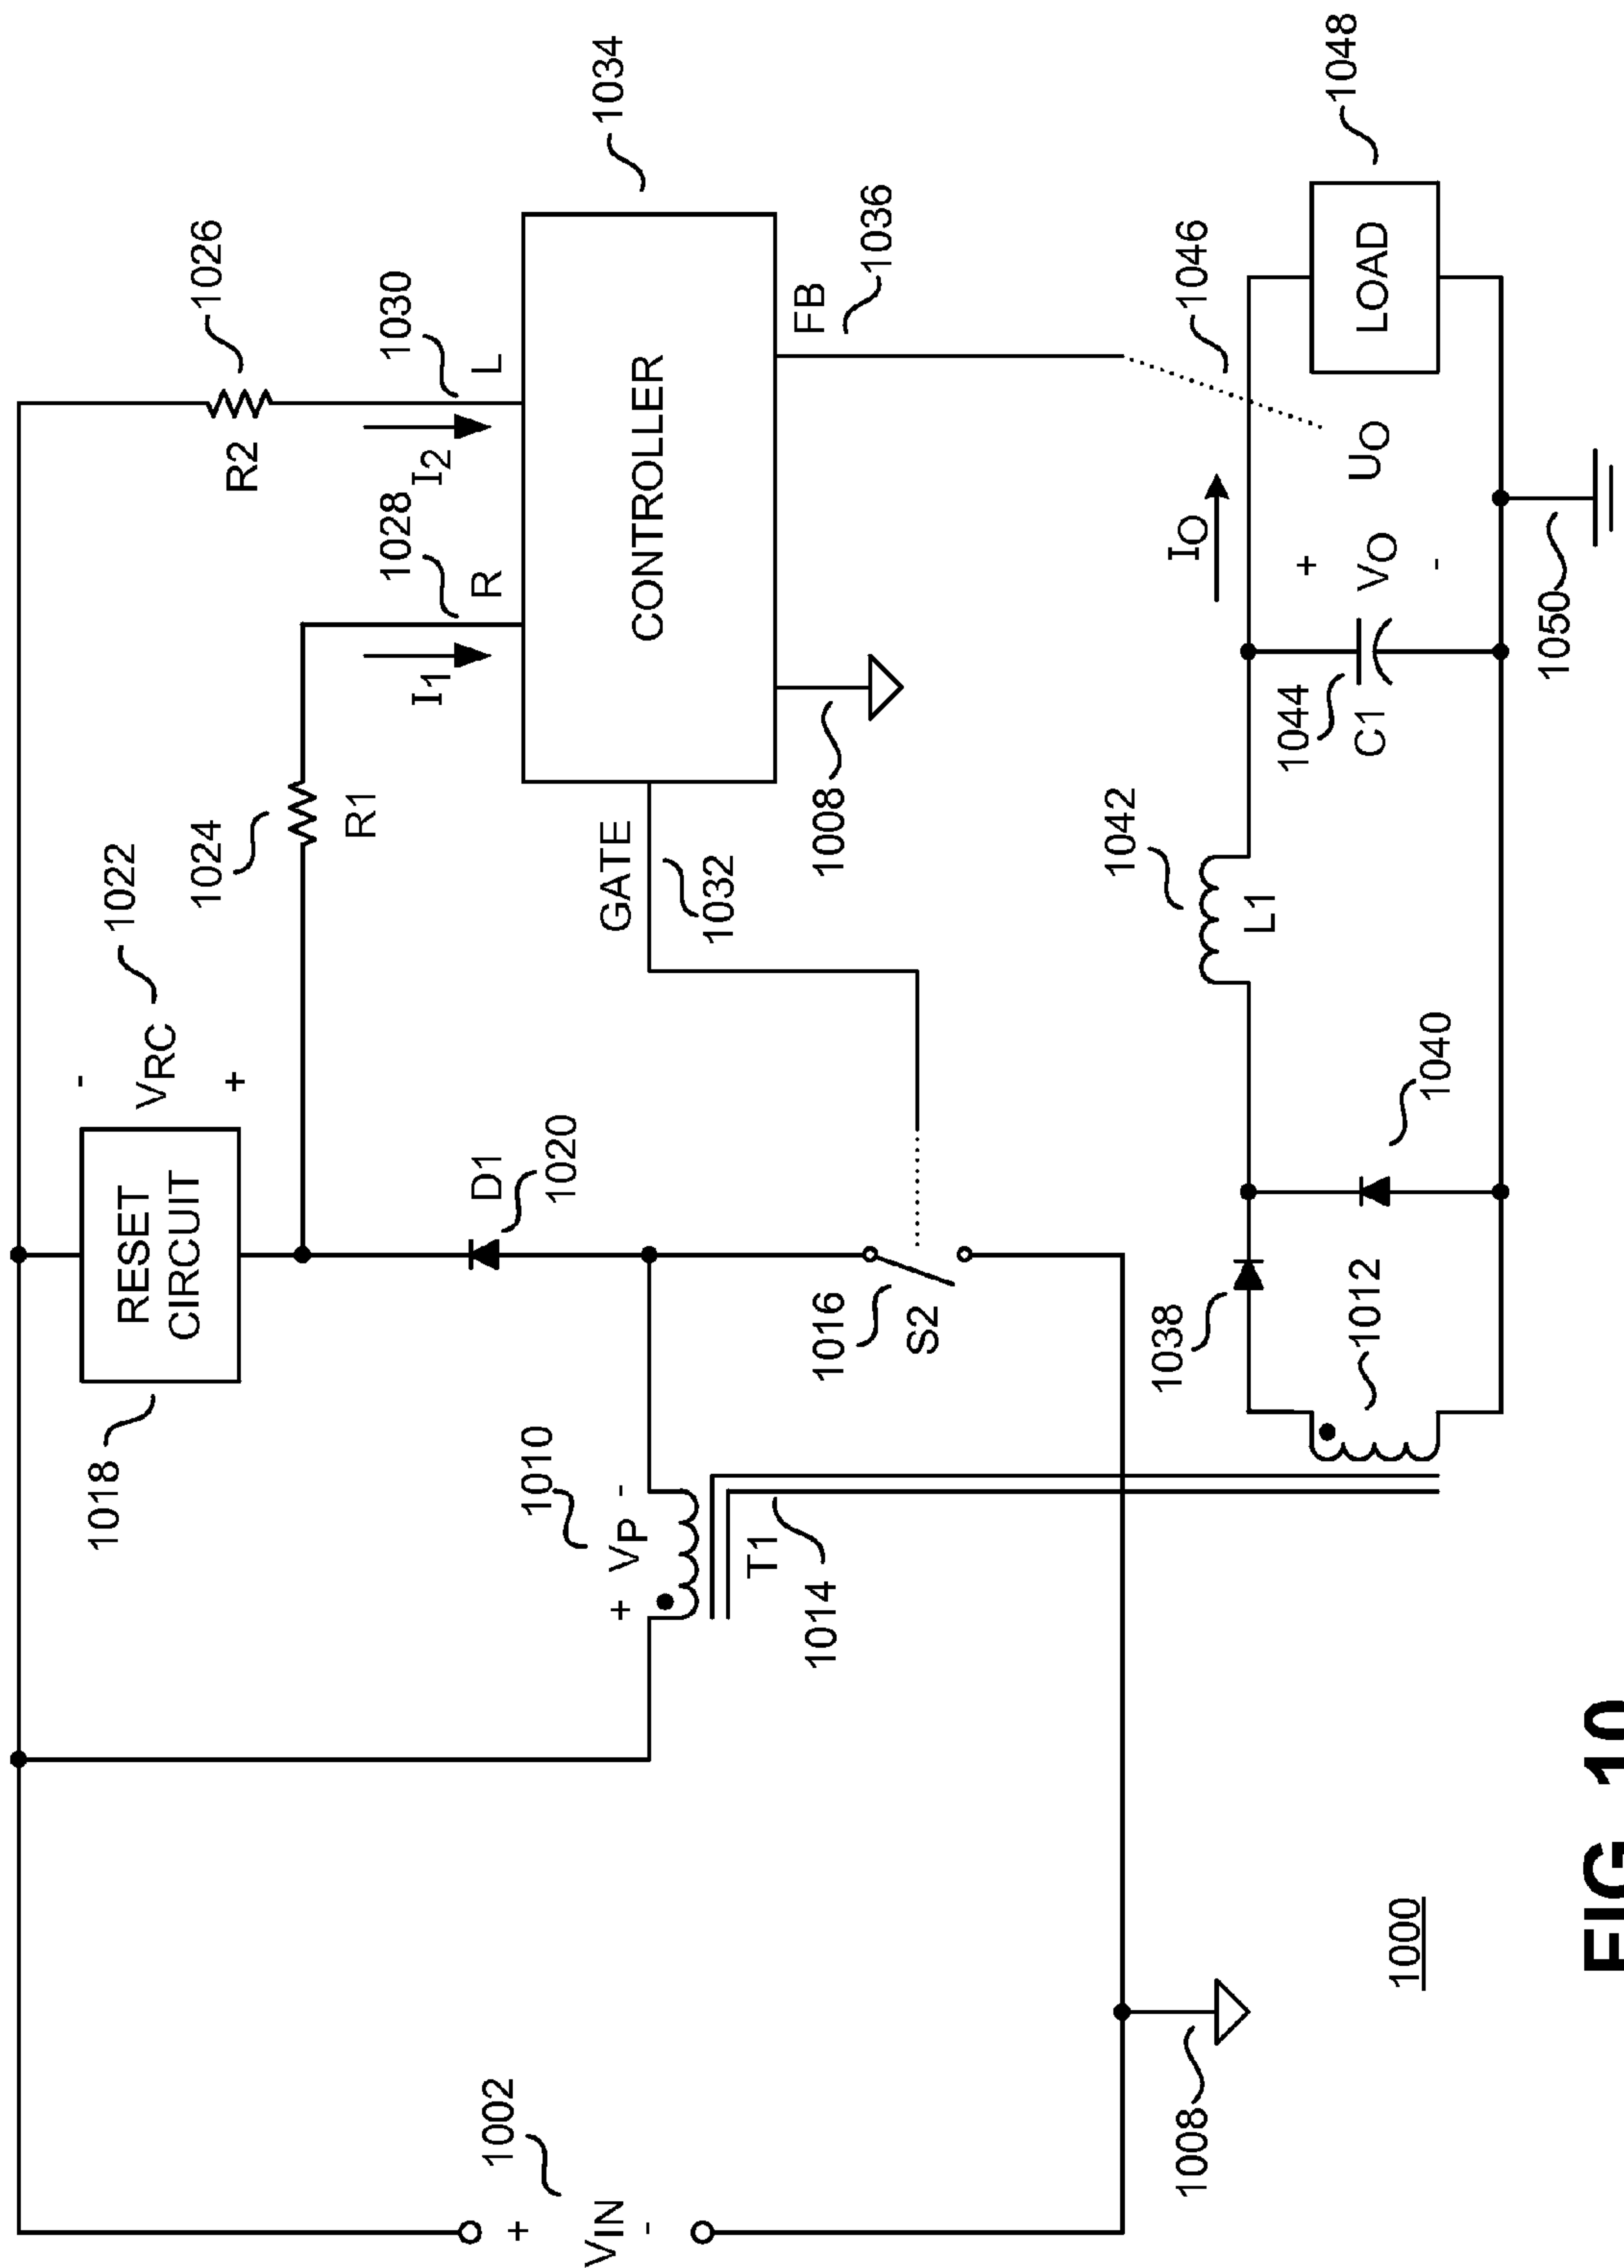 1002
+
VIN
-
1008
1000
FIG. 10
1018
RESET
CIRCUIT
-
VRC
+
1022
1024
R1
1026
R2
1010
+ VP -
T1
1014
D1
1020
1016
S2
GATE
1032
1028
R
I1
1030
L
I2
1034
CONTROLLER
1008
FB
1036
1038
1012
1040
1042
L1
1044
C1
IO
+
VO
-
UO
1046
1048
LOAD
1050